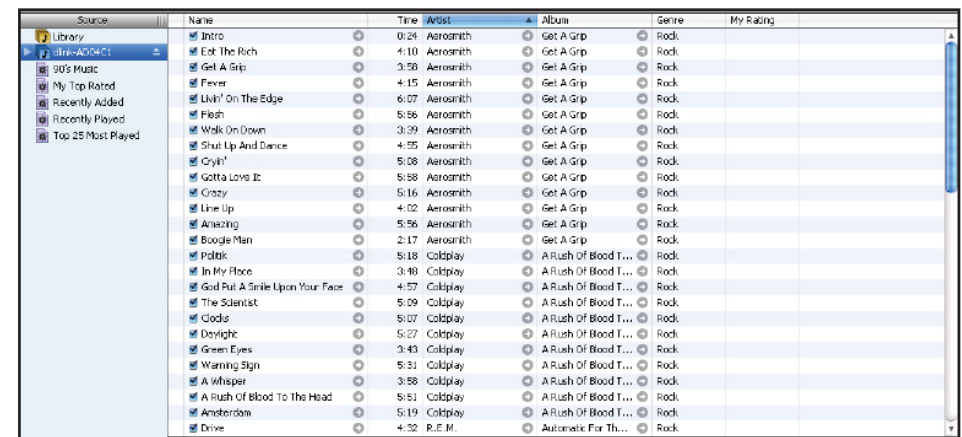 Source Name Time Artist Album Genre My Rating
Library
dlink-ADD4C1
90's Music
My Top Rated
Recently Added
Recently Played
Top 25 Most Played
Intro 0:24 Aerosmith Get A Grip Rock
Eat The Rich 4:10 Aerosmith Get A Grip Rock
Get A Grip 3:58 Aerosmith Get A Grip Rock
Fever 4:15 Aerosmith Get A Grip Rock
Livin' On The Edge 6:07 Aerosmith Get A Grip Rock
Flesh 5:56 Aerosmith Get A Grip Rock
Walk On Down 3:39 Aerosmith Get A Grip Rock
Shut Up And Dance 4:55 Aerosmith Get A Grip Rock
Cryin' 5:08 Aerosmith Get A Grip Rock
Gotta Love It 5:58 Aerosmith Get A Grip Rock
Crazy 5:16 Aerosmith Get A Grip Rock
Line Up 4:02 Aerosmith Get A Grip Rock
Amazing 5:56 Aerosmith Get A Grip Rock
Boogie Man 2:17 Aerosmith Get A Grip Rock
Politik 5:18 Coldplay A Rush Of Blood T... Rock
In My Place 3:48 Coldplay A Rush Of Blood T... Rock
God Put A Smile Upon Your Face 4:57 Coldplay A Rush Of Blood T... Rock
The Scientist 5:09 Coldplay A Rush Of Blood T... Rock
Clocks 5:07 Coldplay A Rush Of Blood T... Rock
Daylight 5:27 Coldplay A Rush Of Blood T... Rock
Green Eyes 3:43 Coldplay A Rush Of Blood T... Rock
Warning Sign 5:31 Coldplay A Rush Of Blood T... Rock
A Whisper 3:58 Coldplay A Rush Of Blood T... Rock
A Rush Of Blood To The Head 5:51 Coldplay A Rush Of Blood T... Rock
Amsterdam 5:19 Coldplay A Rush Of Blood T... Rock
Drive 4:32 R.E.M. Automatic For Th... Rock